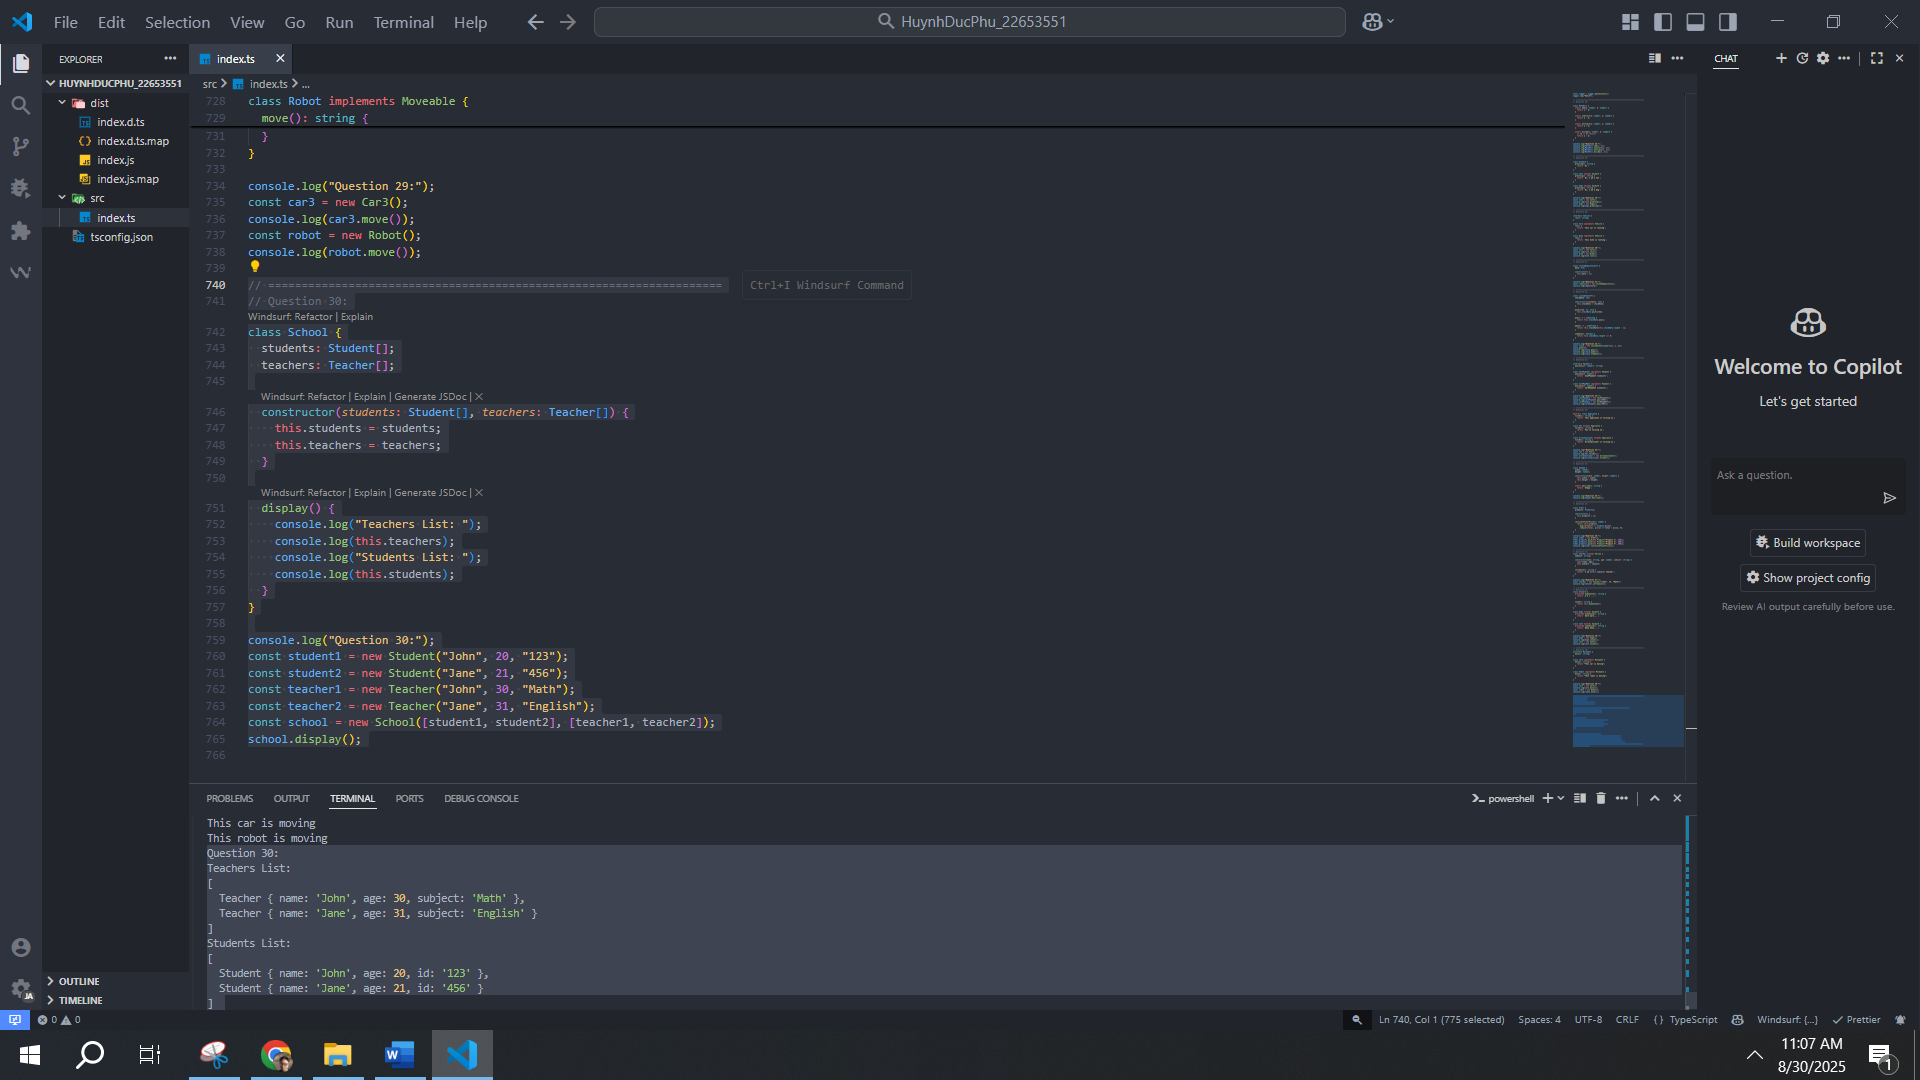 File Edit Selection View Go Run Terminal Help
HuynhDucPhu_22653551
EXPLORER
HUYNHDUCPHU_22653551
dist
index.d.ts
index.d.ts.map
index.js
index.js.map
src
index.ts
tsconfig.json
OUTLINE
TIMELINE
index.ts
src > index.ts > ...
728 class Robot implements Moveable {
729 move(): string {
731 }
732 }
733
734 console.log("Question 29:");
735 const car3 = new Car3();
736 console.log(car3.move());
737 const robot = new Robot();
738 console.log(robot.move());
739
740 // ====================================================================
Ctrl+I Windsurf Command
741 // Question 30:
Windsurf: Refactor | Explain
742 class School {
743 students: Student[];
744 teachers: Teacher[];
745
Windsurf: Refactor | Explain | Generate JSDoc | ✕
746 constructor(students: Student[], teachers: Teacher[]) {
747 this.students = students;
748 this.teachers = teachers;
749 }
750
Windsurf: Refactor | Explain | Generate JSDoc | ✕
751 display() {
752 console.log("Teachers List: ");
753 console.log(this.teachers);
754 console.log("Students List: ");
755 console.log(this.students);
756 }
757 }
758
759 console.log("Question 30:");
760 const student1 = new Student("John", 20, "123");
761 const student2 = new Student("Jane", 21, "456");
762 const teacher1 = new Teacher("John", 30, "Math");
763 const teacher2 = new Teacher("Jane", 31, "English");
764 const school = new School([student1, student2], [teacher1, teacher2]);
765 school.display();
766
PROBLEMS OUTPUT TERMINAL PORTS DEBUG CONSOLE
powershell
This car is moving
This robot is moving
Question 30:
Teachers List:
[
Teacher { name: 'John', age: 30, subject: 'Math' },
Teacher { name: 'Jane', age: 31, subject: 'English' }
]
Students List:
[
Student { name: 'John', age: 20, id: '123' },
Student { name: 'Jane', age: 21, id: '456' }
]
CHAT
Welcome to Copilot
Let's get started
Ask a question.
Build workspace
Show project config
Review AI output carefully before use.
JA
0 0
Ln 740, Col 1 (775 selected) Spaces: 4 UTF-8 CRLF {} TypeScript Windsurf: {...} Prettier
11:07 AM
8/30/2025
1